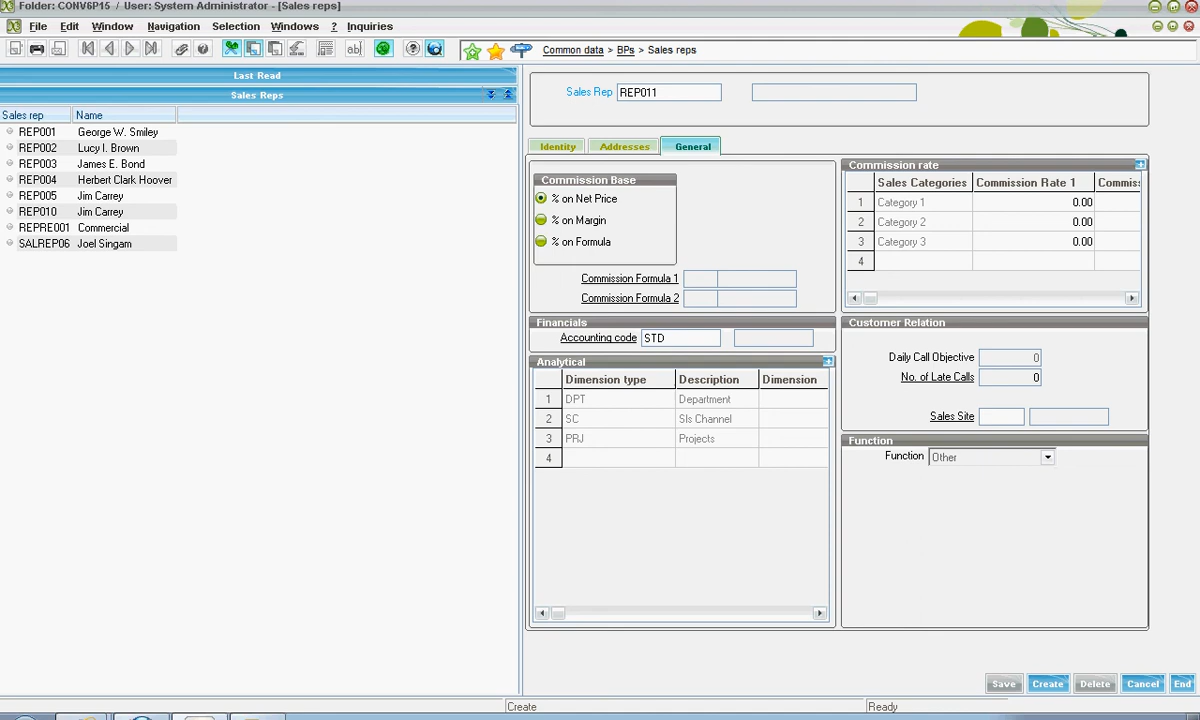 Folder: CONV6P15 / User: System Administrator - [Sales reps]
File Edit Window Navigation Selection Windows ? Inquiries
Common data > BPs > Sales reps
Last Read
Sales Reps
Sales rep Name
REP001 George W. Smiley
REP002 Lucy I. Brown
REP003 James E. Bond
REP004 Herbert Clark Hoover
REP005 Jim Carrey
REP010 Jim Carrey
REPRE001 Commercial
SALREP06 Joel Singam
Sales Rep REP011
Identity Addresses General
Commission Base
% on Net Price
% on Margin
% on Formula
Commission Formula 1
Commission Formula 2
Commission rate
Sales Categories Commission Rate 1 Commis
1 Category 1 0.00
2 Category 2 0.00
3 Category 3 0.00
4
Financials
Accounting code STD
Analytical
Dimension type Description Dimension
1 DPT Department
2 SC Sls Channel
3 PRJ Projects
4
Customer Relation
Daily Call Objective 0
No. of Late Calls 0
Sales Site
Function
Function Other
Save Create Delete Cancel End
Create Ready